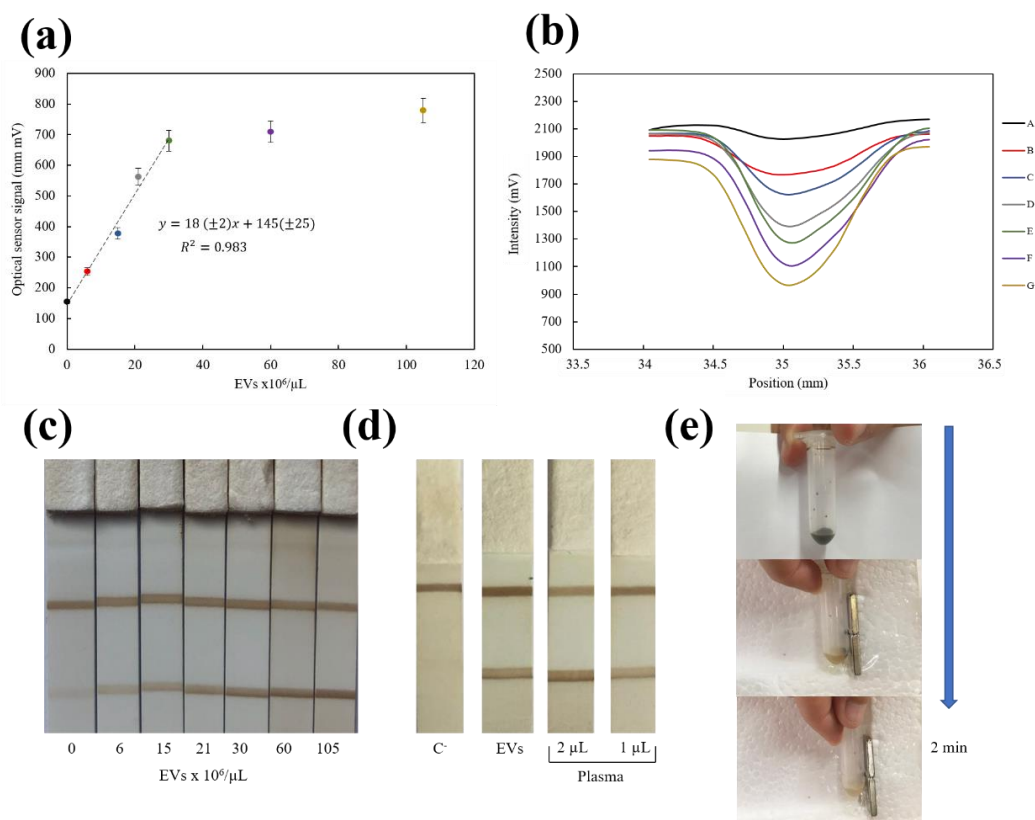 (a)
900
800
700
600
500
400
300
200
100
0
0 20 40 60 80 100 120
Optical sensor signal (mm mV)
EVs x10⁶/µL
y = 18 (±2)x + 145(±25)
R² = 0.983
(b)
2500
2300
2100
1900
1700
1500
1300
1100
900
700
500
33.5 34 34.5 35 35.5 36 36.5
Intensity (mV)
Position (mm)
A
B
C
D
E
F
G
(c)
0 6 15 21 30 60 105
EVs x 10⁶/µL
(d)
C⁻ EVs 2 µL 1 µL
Plasma
(e)
2 min